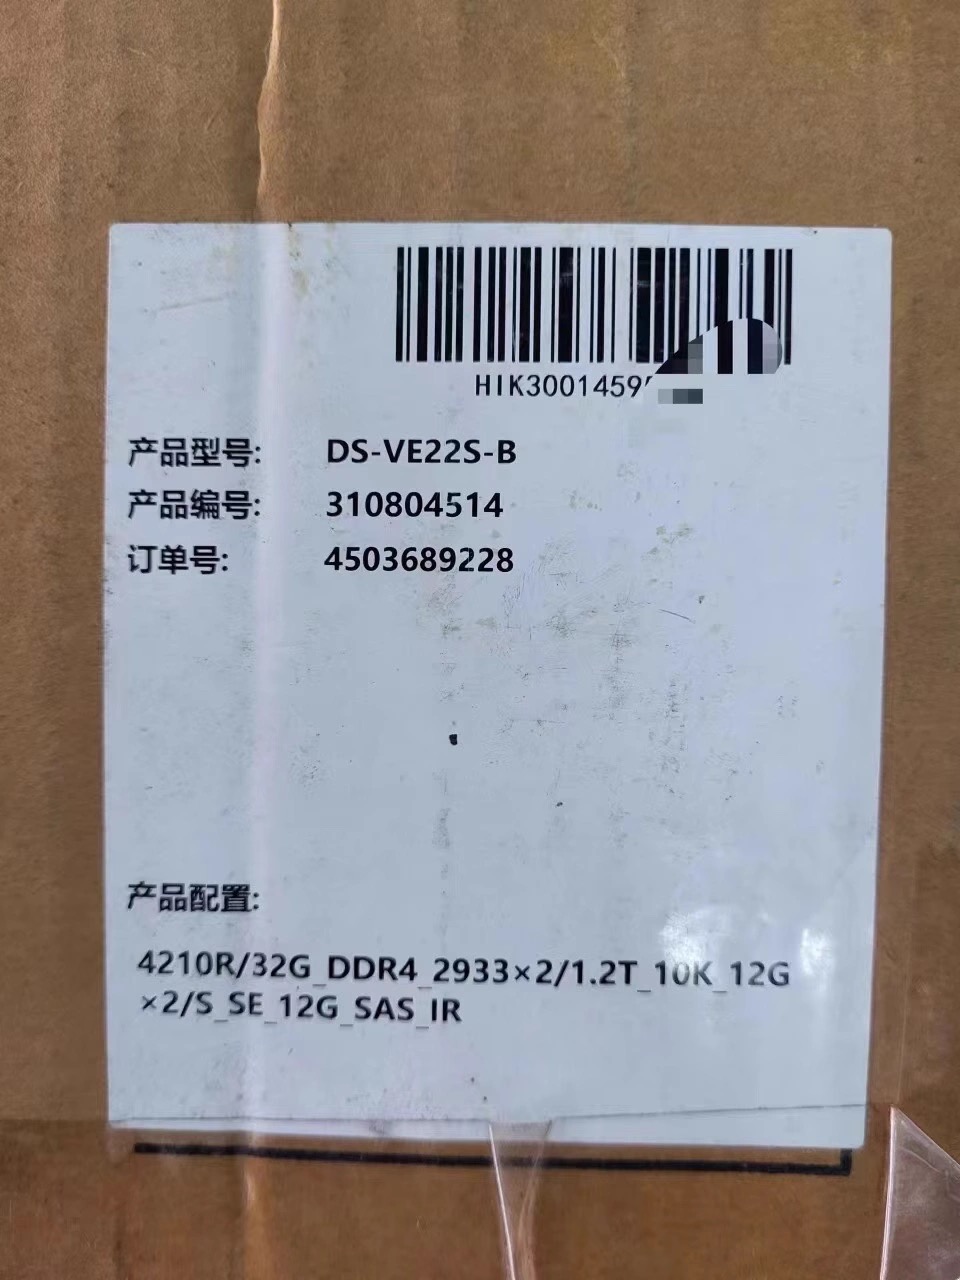 HIK3001459
产品型号: DS-VE22S-B
产品编号: 310804514
订单号: 4503689228
产品配置:
4210R/32G_DDR4_2933×2/1.2T_10K_12G
×2/S_SE_12G_SAS_IR